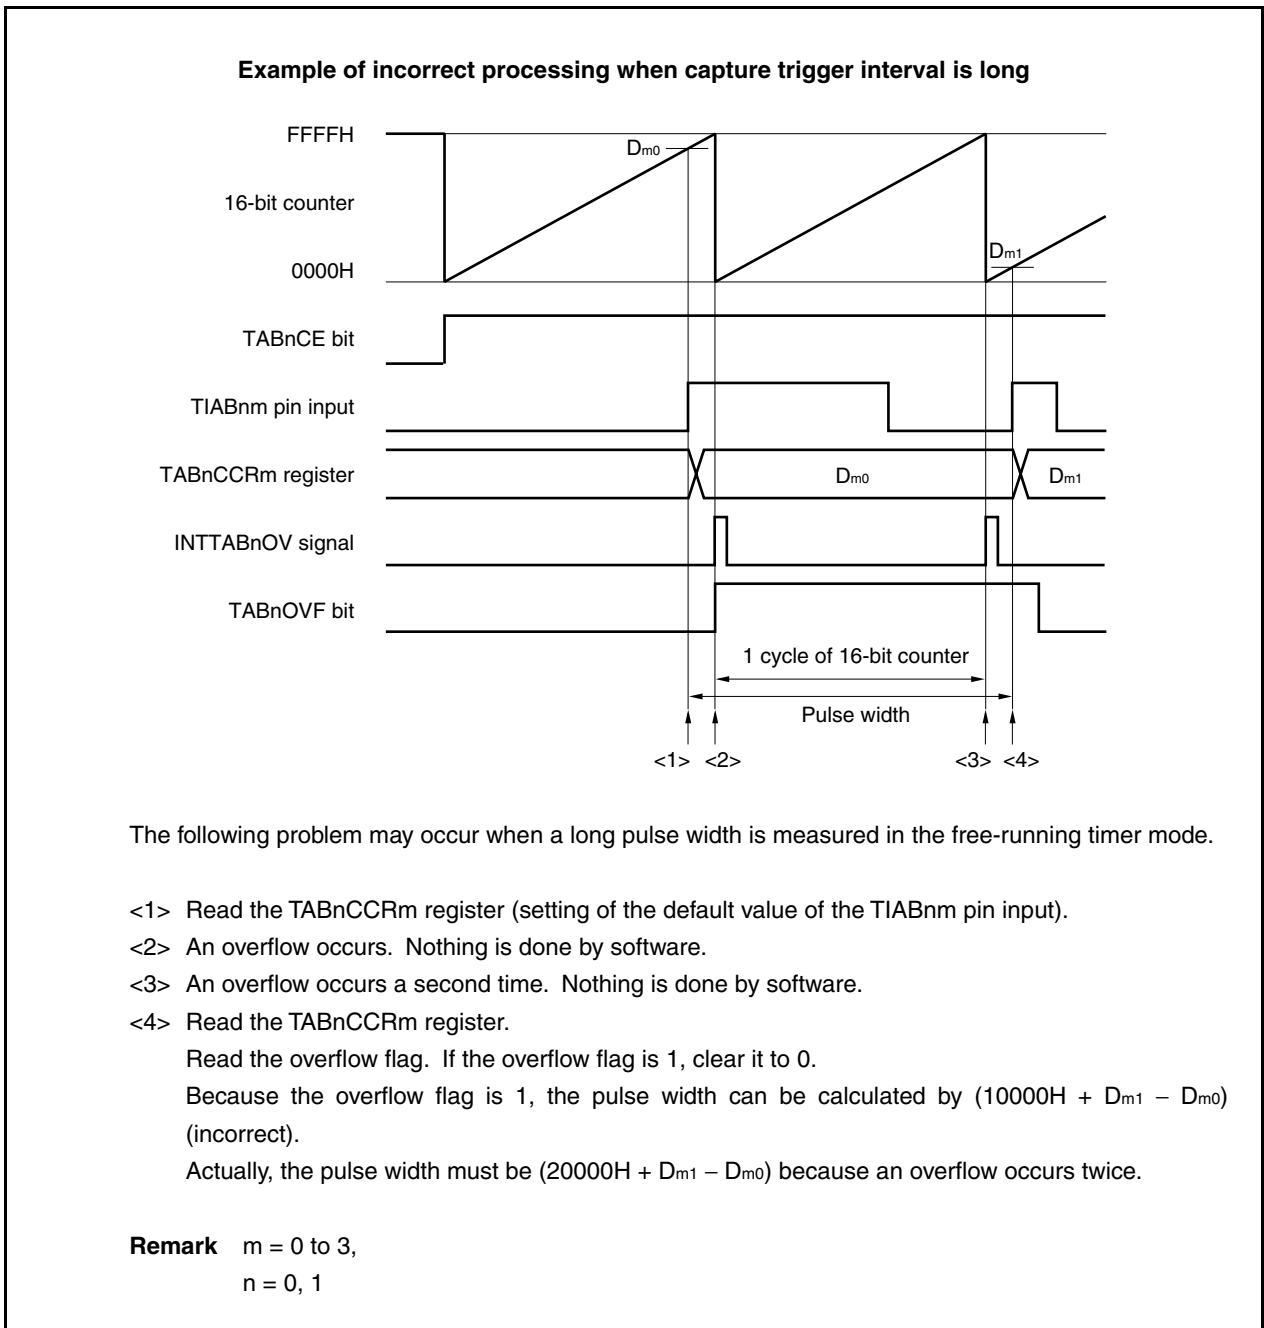 Example of incorrect processing when capture trigger interval is long
FFFFH
Dm0
16-bit counter
Dm1
0000H
TABnCE bit
TIABnm pin input
TABnCCRm register
Dm0
Dm1
INTTABnOV signal
TABnOVF bit
1 cycle of 16-bit counter
Pulse width
<1> <2> <3> <4>
The following problem may occur when a long pulse width is measured in the free-running timer mode.
<1> Read the TABnCCRm register (setting of the default value of the TIABnm pin input).
<2> An overflow occurs. Nothing is done by software.
<3> An overflow occurs a second time. Nothing is done by software.
<4> Read the TABnCCRm register.
Read the overflow flag. If the overflow flag is 1, clear it to 0.
Because the overflow flag is 1, the pulse width can be calculated by (10000H + Dm1 − Dm0)
(incorrect).
Actually, the pulse width must be (20000H + Dm1 − Dm0) because an overflow occurs twice.
Remark m = 0 to 3,
n = 0, 1